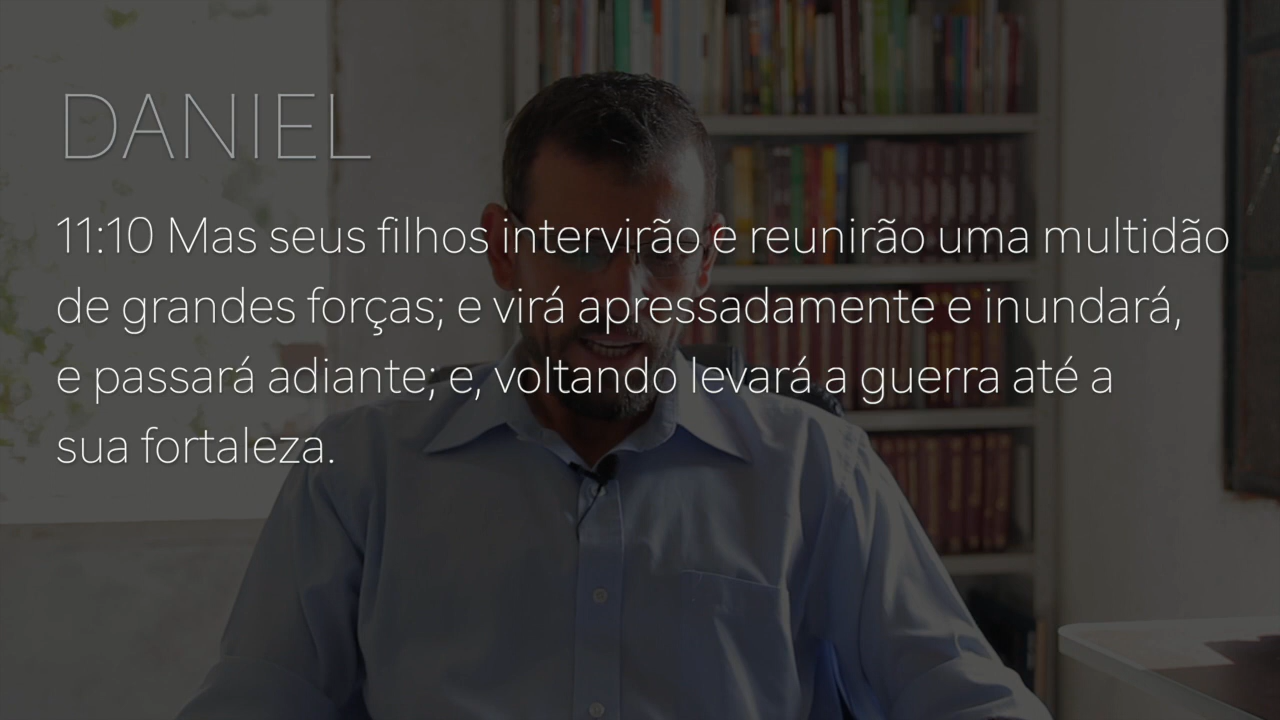 DANIEL
11:10 Mas seus filhos intervirão e reunirão uma multidão
de grandes forças; e virá apressadamente e inundará,
e passará adiante; e, voltando levará a guerra até a
sua fortaleza.